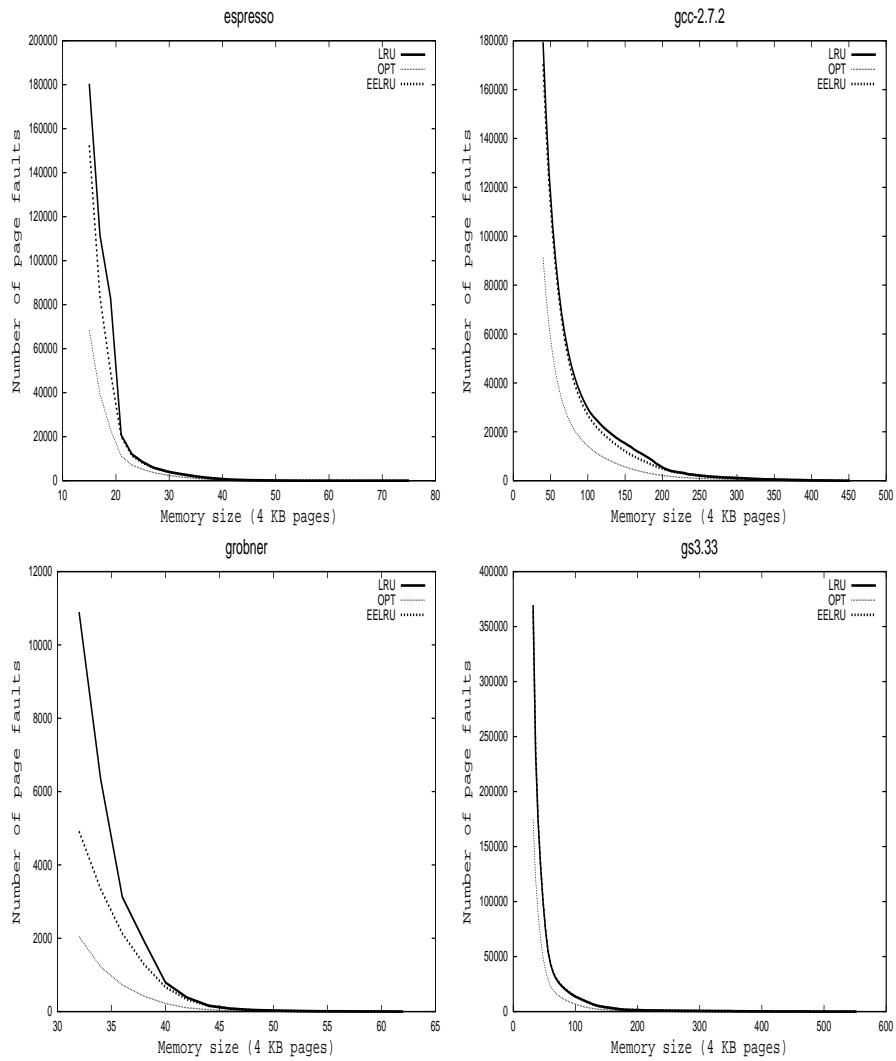 espresso
200000
180000
160000
140000
120000
100000
80000
60000
40000
20000
0
Number of page faults
LRU
OPT
EELRU
10 20 30 40 50 60 70 80
Memory size (4 KB pages)
gcc-2.7.2
180000
160000
140000
120000
100000
80000
60000
40000
20000
0
Number of page faults
LRU
OPT
EELRU
0 50 100 150 200 250 300 350 400 450 500
Memory size (4 KB pages)
grobner
12000
10000
8000
6000
4000
2000
0
Number of page faults
LRU
OPT
EELRU
30 35 40 45 50 55 60 65
Memory size (4 KB pages)
gs3.33
400000
350000
300000
250000
200000
150000
100000
50000
0
Number of page faults
LRU
OPT
EELRU
0 100 200 300 400 500 600
Memory size (4 KB pages)